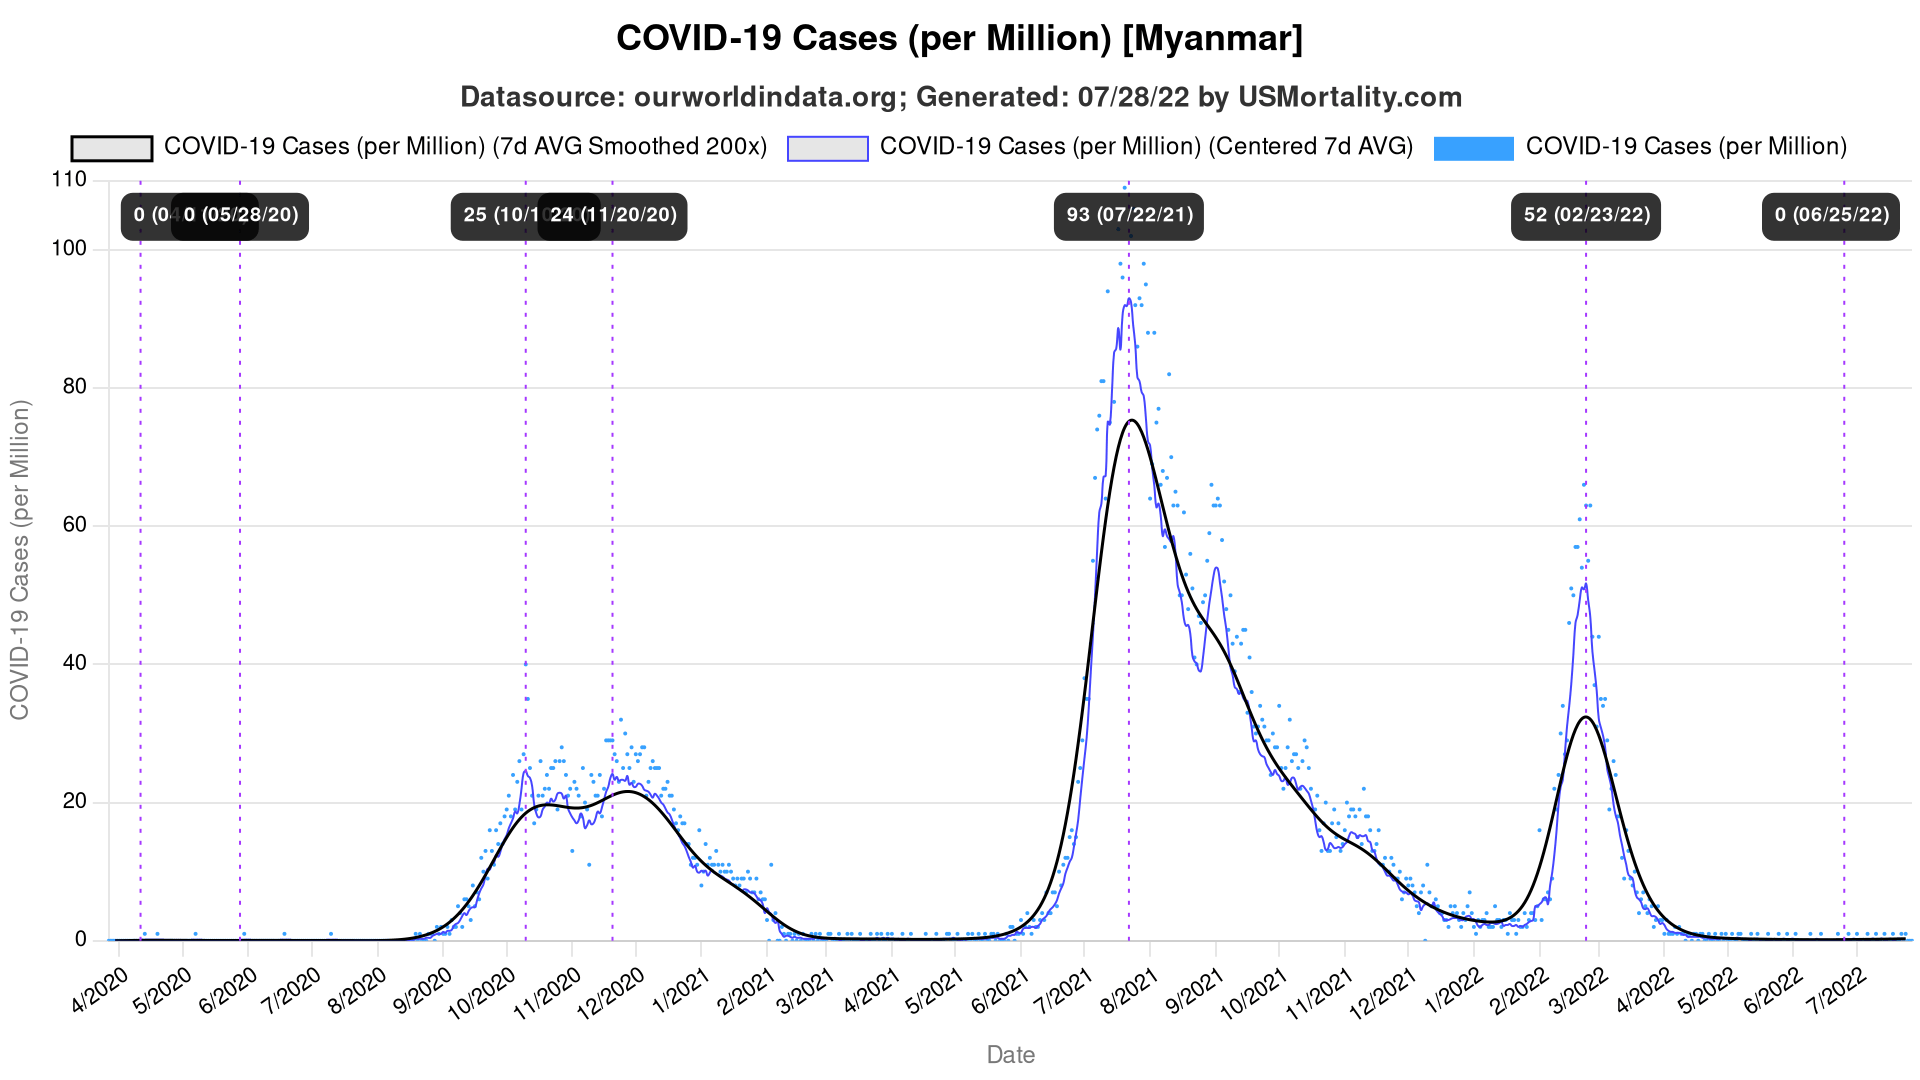 COVID-19 Cases (per Million) [Myanmar]
Datasource: ourworldindata.org; Generated: 07/28/22 by USMortality.com
COVID-19 Cases (per Million) (7d AVG Smoothed 200x) COVID-19 Cases (per Million) (Centered 7d AVG) COVID-19 Cases (per Million)
0 (04 0 (05/28/20) 25 (10/1 24 (11/20/20) 93 (07/22/21) 52 (02/23/22) 0 (06/25/22)
110
100
80
60
40
20
0
COVID-19 Cases (per Million)
4/2020 5/2020 6/2020 7/2020 8/2020 9/2020 10/2020 11/2020 12/2020 1/2021 2/2021 3/2021 4/2021 5/2021 6/2021 7/2021 8/2021 9/2021 10/2021 11/2021 12/2021 1/2022 2/2022 3/2022 4/2022 5/2022 6/2022 7/2022
Date